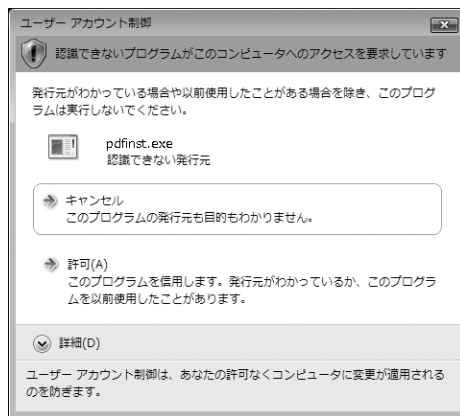 ユーザー アカウント制御
認識できないプログラムがこのコンピュータへのアクセスを要求しています
発行元がわかっている場合や以前使用したことがある場合を除き、このプログ
ラムは実行しないでください。
pdfinst.exe
認識できない発行元
キャンセル
このプログラムの発行元も目的もわかりません。
許可(A)
このプログラムを信用します。発行元がわかっているか、このプログラ
ムを以前使用したことがあります。
詳細(D)
ユーザー アカウント制御は、あなたの許可なくコンピュータに変更が適用される
のを防ぎます。